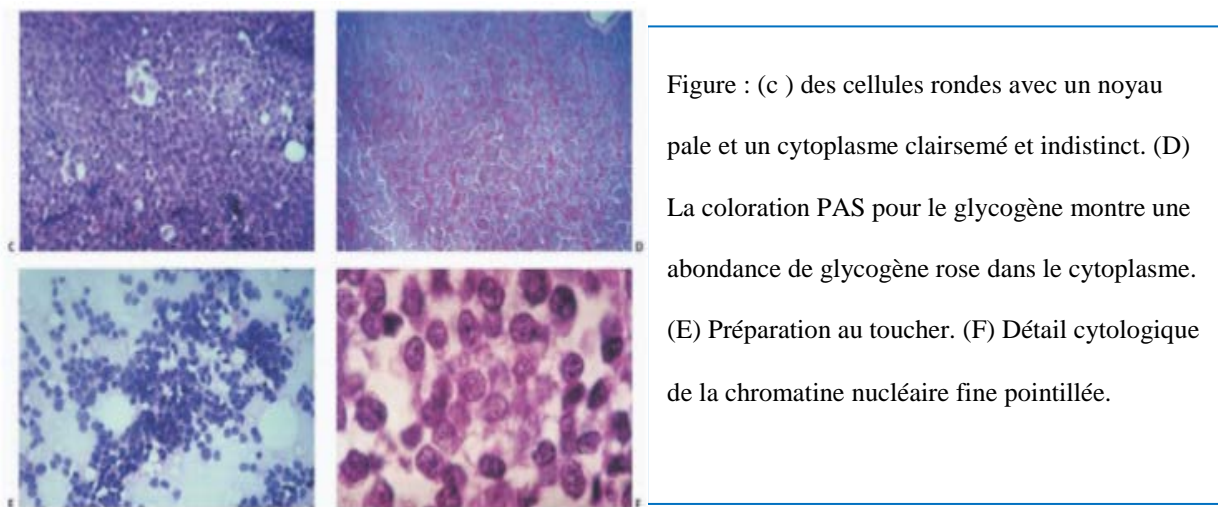 Figure : (c ) des cellules rondes avec un noyau
pale et un cytoplasme clairsemé et indistinct. (D)
La coloration PAS pour le glycogène montre une
abondance de glycogène rose dans le cytoplasme.
(E) Préparation au toucher. (F) Détail cytologique
de la chromatine nucléaire fine pointillée.
C
D
E
F